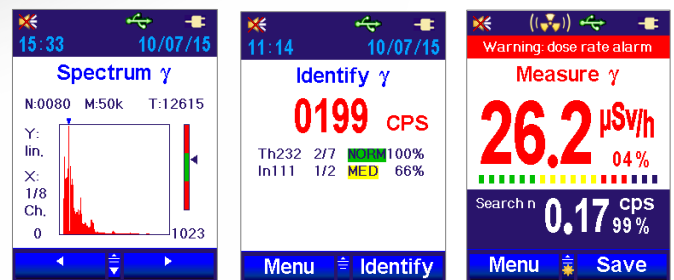 15:33 10/07/15
Spectrum γ
N:0080 M:50k T:12615
Y:
lin.
X:
1/8
Ch.
0 1023
11:14 10/07/15
Identify γ
0199 CPS
Th232 2/7 NORM 100%
In111 1/2 MED 66%
Menu Identify
Warning: dose rate alarm
Measure γ
26.2 µSv/h
04 %
Search n 0.17 cps
99 %
Menu Save